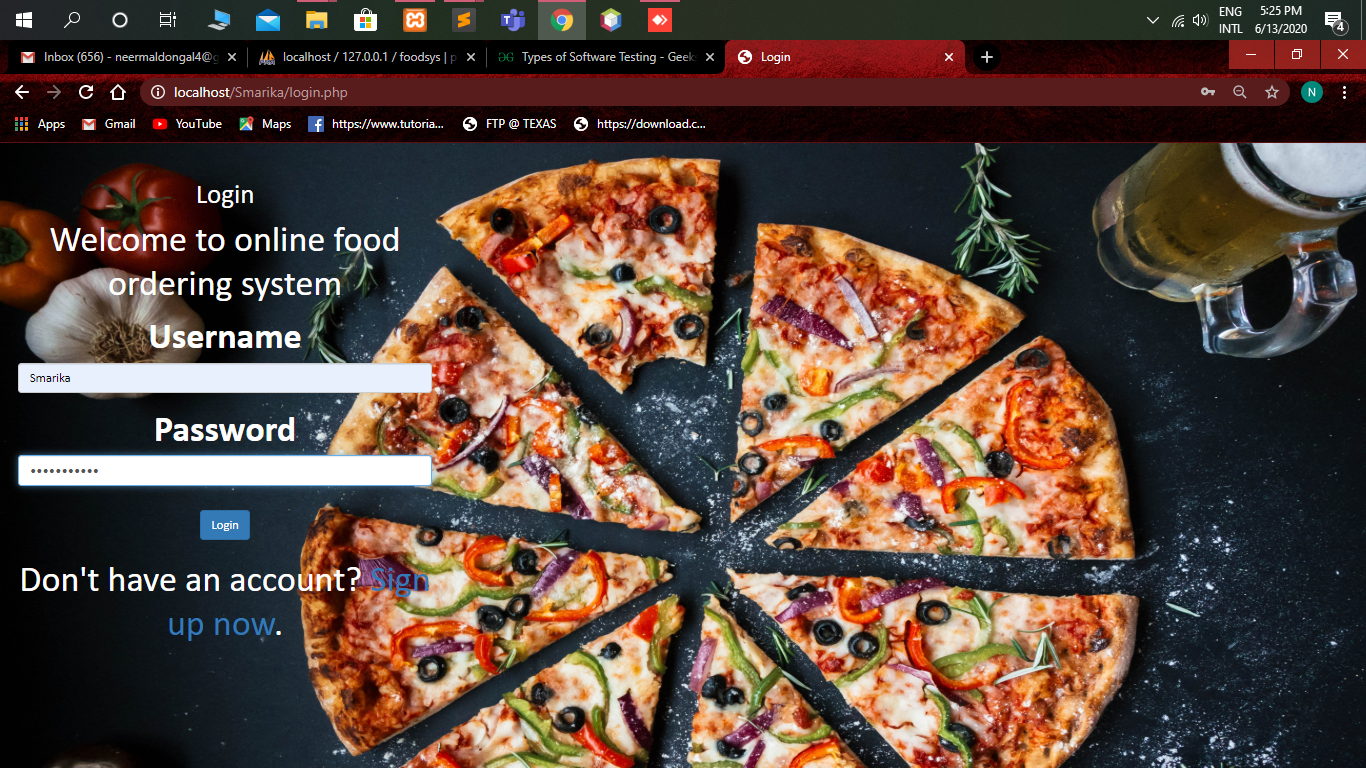 ENG
INTL
5:25 PM
6/13/2020
4
Inbox (656) - neermaldongal4@g
localhost / 127.0.0.1 / foodsys | p
Types of Software Testing - Geek
Login
localhost/Smarika/login.php
N
Apps
Gmail
YouTube
Maps
https://www.tutoria...
FTP @ TEXAS
https://download.c...
Login
Welcome to online food
ordering system
Username
Smarika
Password
•••••••••••
Login
Don't have an account? Sign
up now.